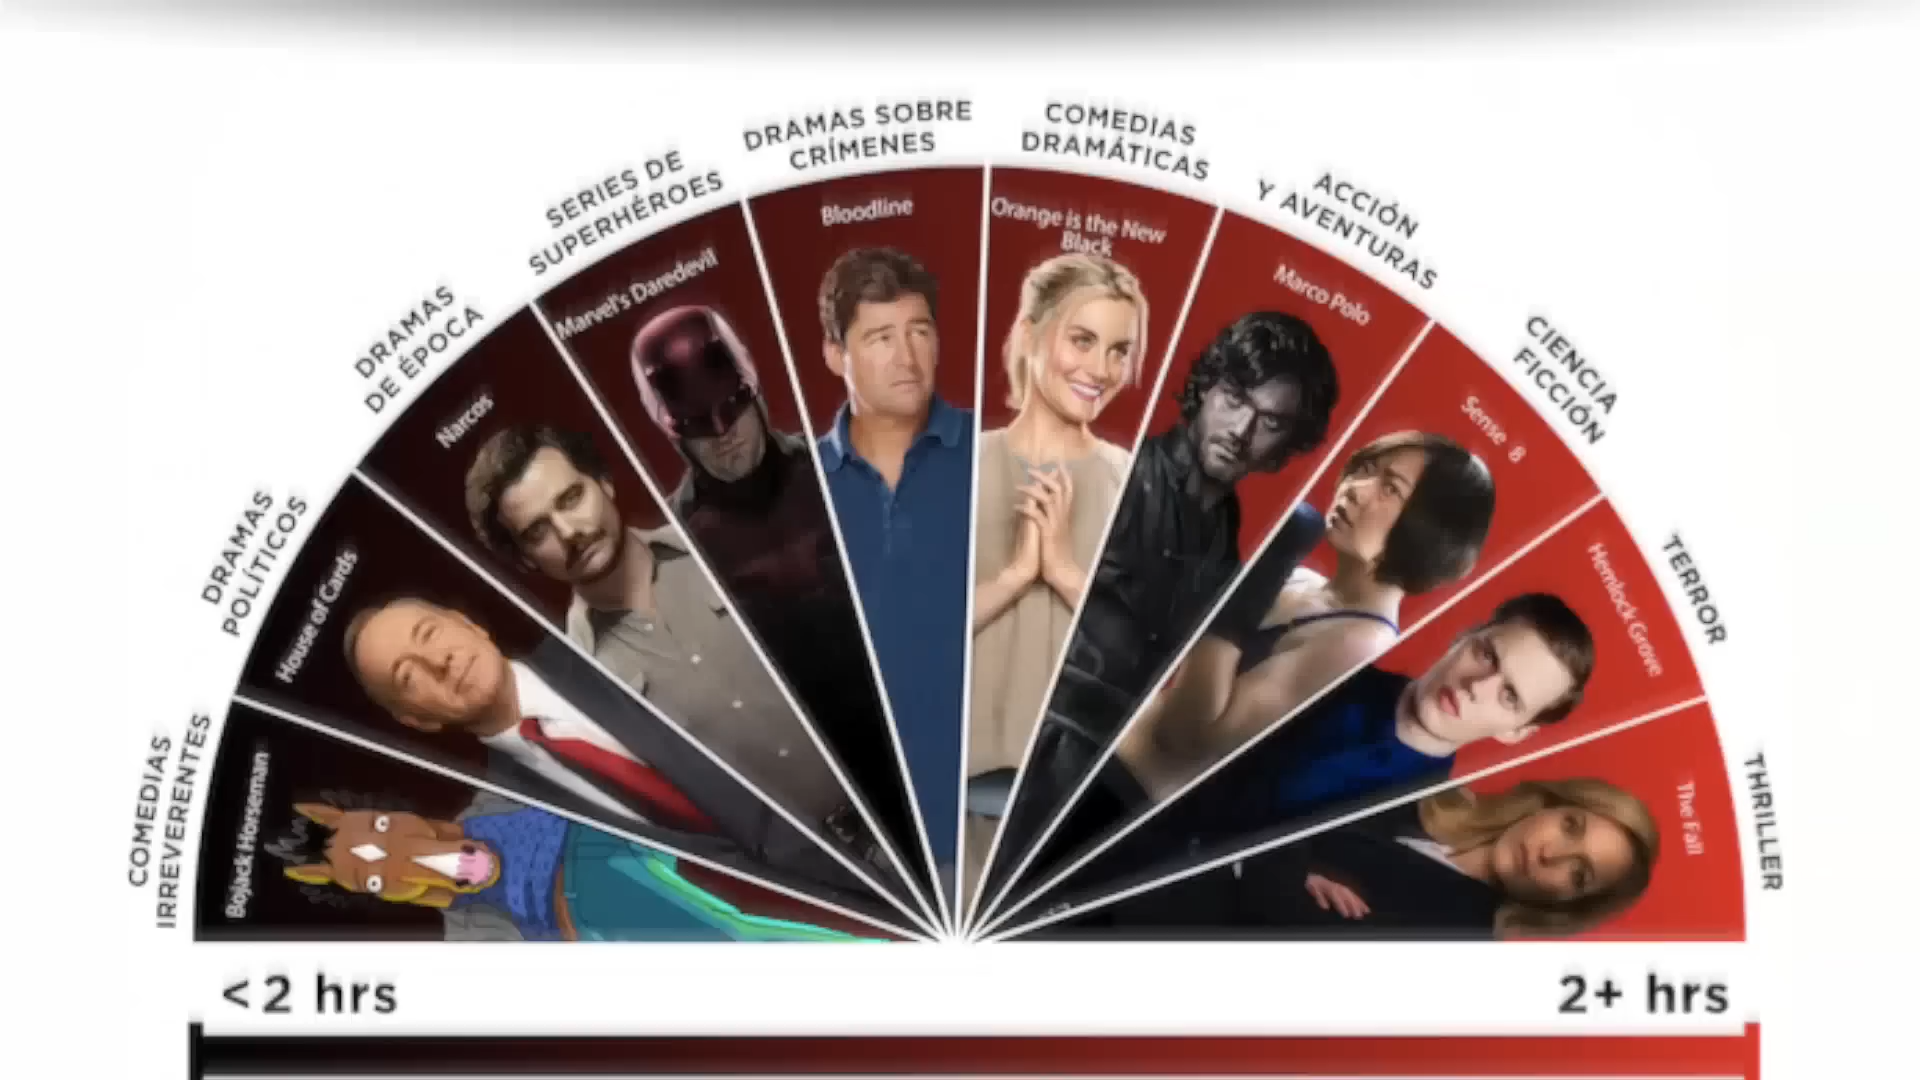 COMEDIAS
IRREVERENTES
Bojack Horseman
DRAMAS
POLÍTICOS
House of Cards
DRAMAS
DE ÉPOCA
Narcos
SERIES DE
SUPERHÉROES
Marvel's Daredevil
DRAMAS SOBRE
CRÍMENES
Bloodline
COMEDIAS
DRAMÁTICAS
Orange is the New
Black
ACCIÓN
Y AVENTURAS
Marco Polo
CIENCIA
FICCIÓN
Sense 8
TERROR
Hemlock Grove
THRILLER
The Fall
<2 hrs
2+ hrs